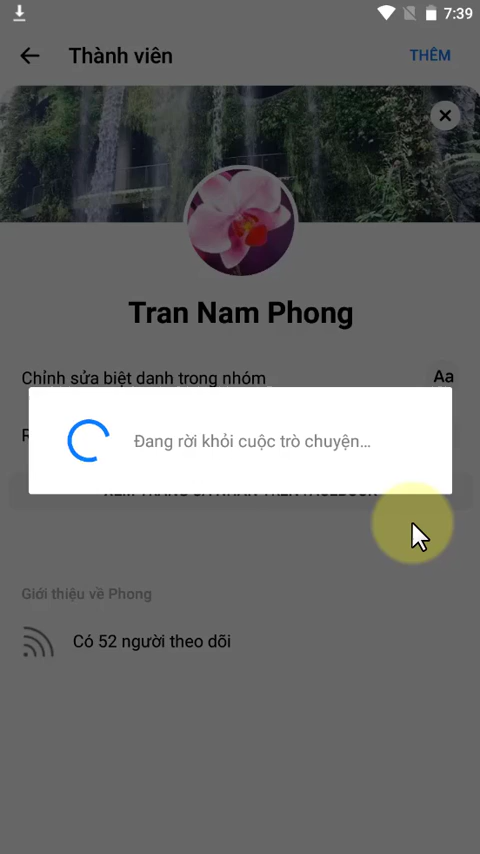 7:39
Thành viên
THÊM
Tran Nam Phong
Chỉnh sửa biệt danh trong nhóm
Aa
R
Đang rời khỏi cuộc trò chuyện...
Giới thiệu về Phong
Có 52 người theo dõi